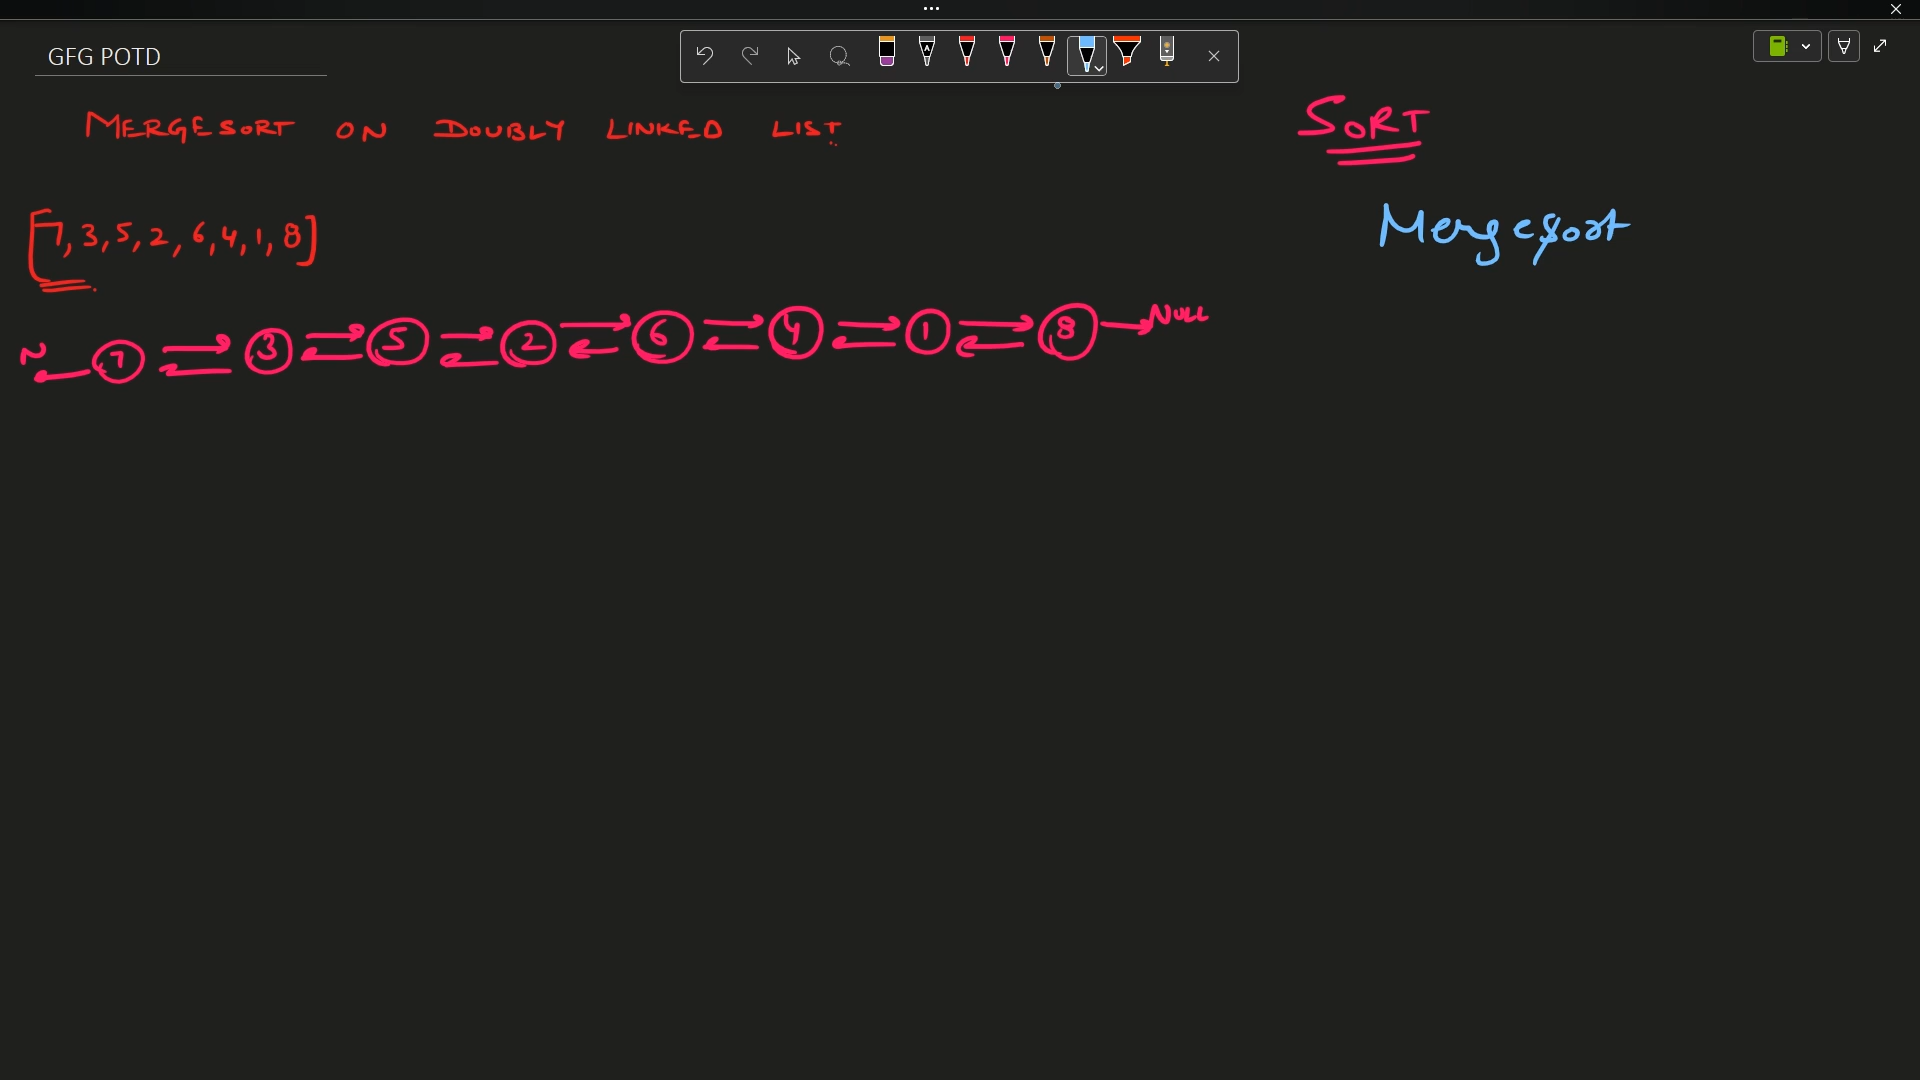 GFG POTD
MERGESORT ON DOUBLY LINKED LIST
SORT
Mergesort
[7, 3, 5, 2, 6, 4, 1, 8]
N 7 3 5 2 6 4 1 8 NULL